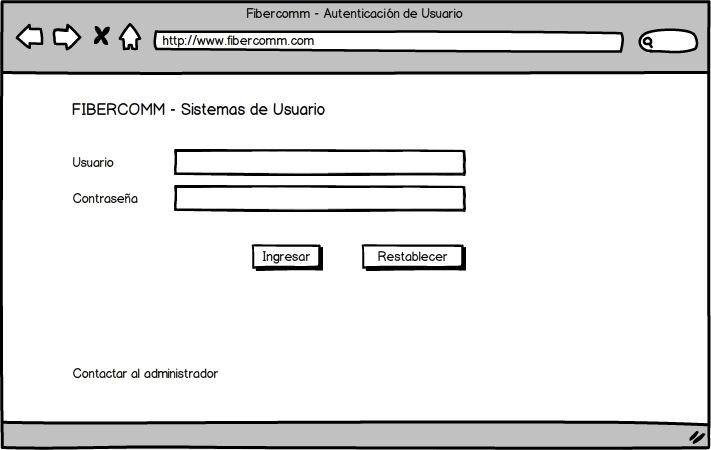 Fibercomm - Autenticación de Usuario
http://www.fibercomm.com
FIBERCOMM - Sistemas de Usuario
Usuario
Contraseña
Ingresar
Restablecer
Contactar al administrador